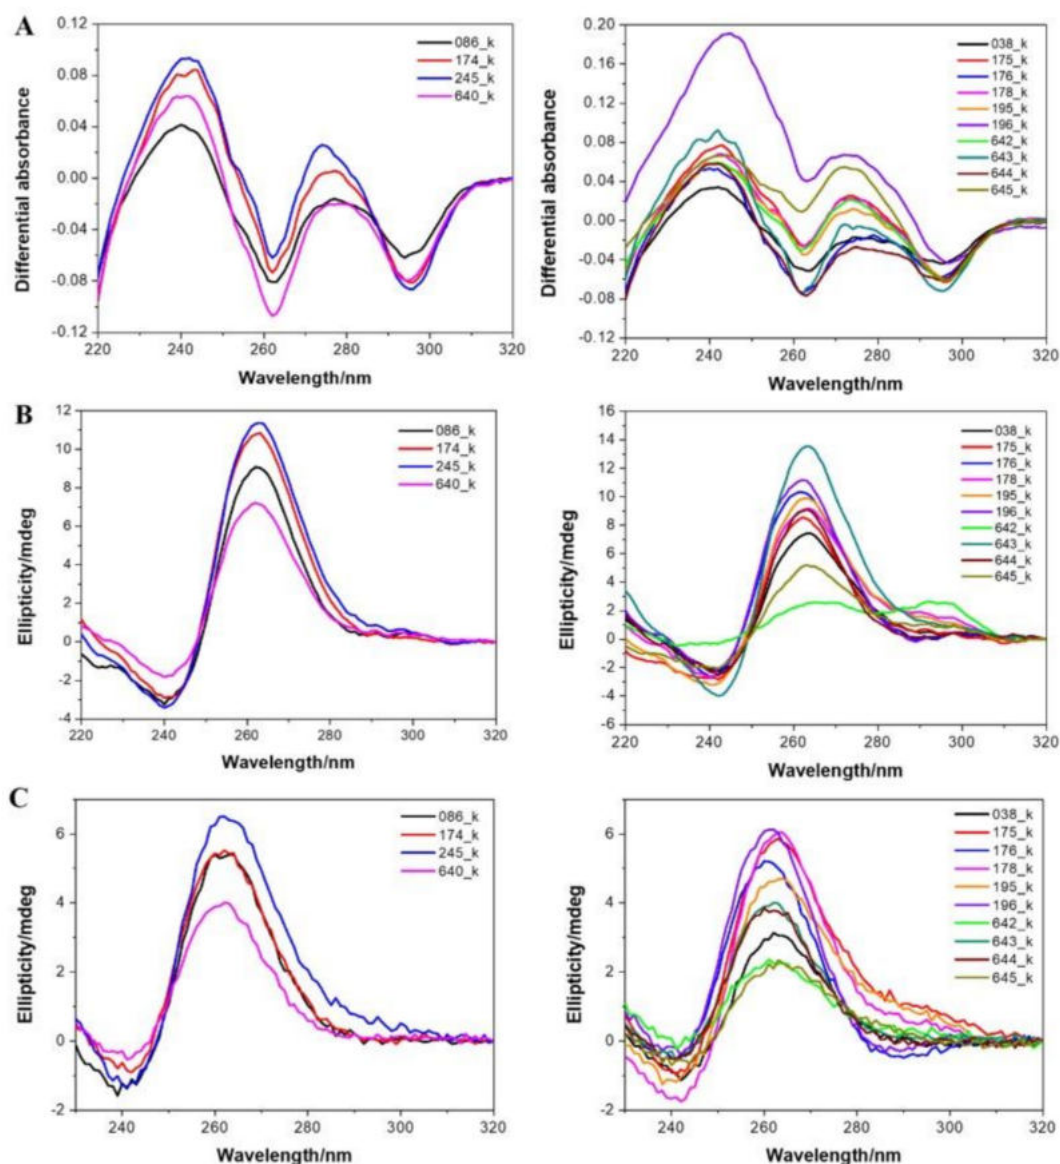 A
0.12
0.08
0.04
0.00
-0.04
-0.08
-0.12
Differential absorbance
086_k
174_k
245_k
640_k
220 240 260 280 300 320
Wavelength/nm
0.20
0.16
0.12
0.08
0.04
0.00
-0.04
-0.08
-0.12
Differential absorbance
038_k
175_k
176_k
178_k
195_k
196_k
642_k
643_k
644_k
645_k
220 240 260 280 300 320
Wavelength/nm
B
12
10
8
6
4
2
0
-2
-4
Ellipticity/mdeg
086_k
174_k
245_k
640_k
220 240 260 280 300 320
Wavelength/nm
16
14
12
10
8
6
4
2
0
-2
-4
-6
Ellipticity/mdeg
038_k
175_k
176_k
178_k
195_k
196_k
642_k
643_k
644_k
645_k
220 240 260 280 300 320
Wavelength/nm
C
6
4
2
0
-2
Ellipticity/mdeg
086_k
174_k
245_k
640_k
240 260 280 300 320
Wavelength/nm
6
4
2
0
-2
Ellipticity/mdeg
038_k
175_k
176_k
178_k
195_k
196_k
642_k
643_k
644_k
645_k
240 260 280 300 320
Wavelength/nm